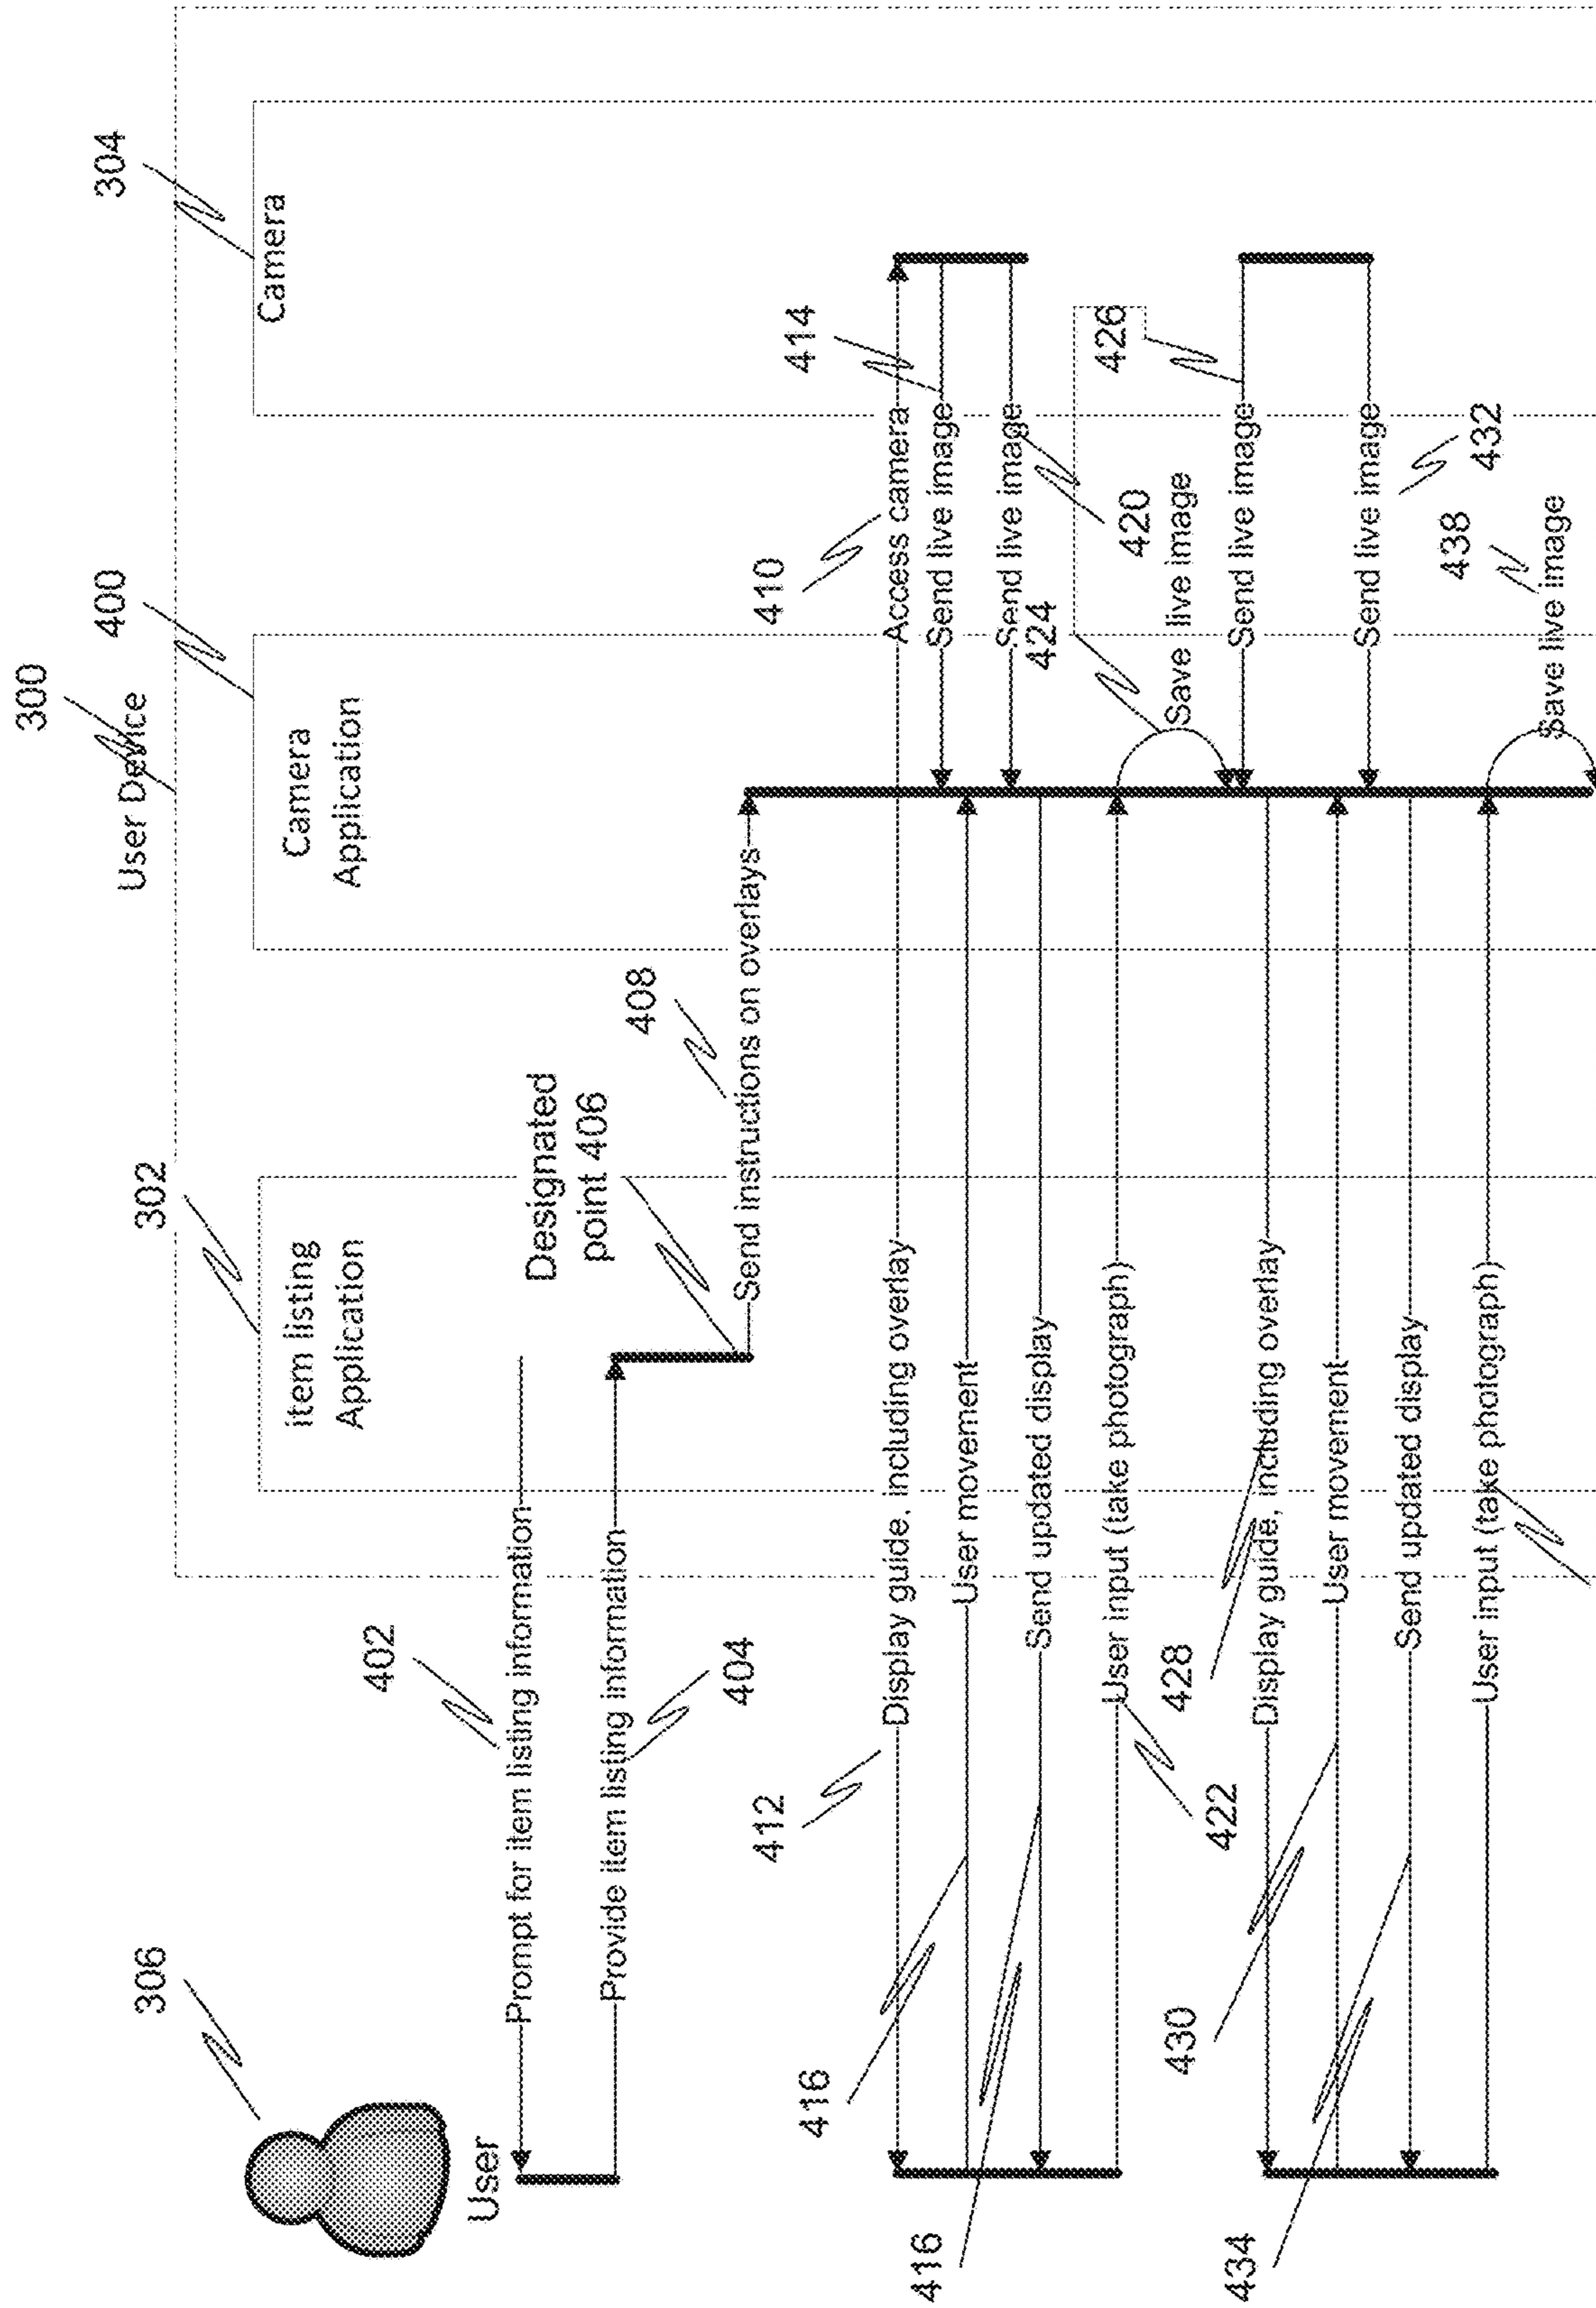 300
User Device
306
302
400
304
User
item listing
Application
Camera
Application
Camera
402
Prompt for item listing information
Designated
point 406
Provide item listing information
404
408
Send instructions on overlays
412
410
414
Display guide, including overlay
Access camera
Send live image
416
User movement
Send live image
420
416
Send updated display
424
426
User input (take photograph)
422
Save live image
428
Send live image
Display guide, including overlay
430
User movement
Send live image
432
434
Send updated display
438
User input (take photograph)
Save live image